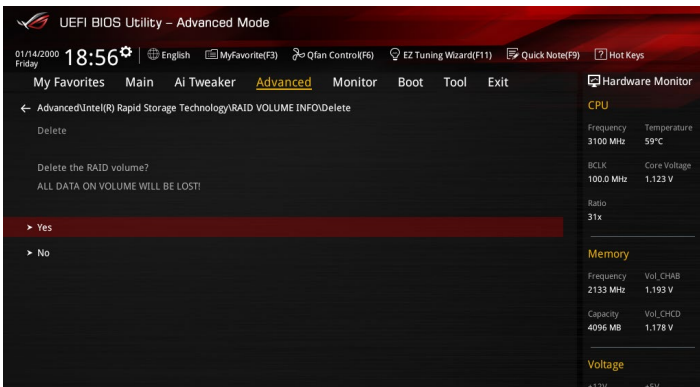 UEFI BIOS Utility – Advanced Mode
01/14/2000 Friday 18:56 English MyFavorite(F3) Qfan Control(F6) EZ Tuning Wizard(F11) Quick Note(F9) ? Hot Keys
My Favorites Main Ai Tweaker Advanced Monitor Boot Tool Exit
Hardware Monitor
← Advanced\Intel(R) Rapid Storage Technology\RAID VOLUME INFO\Delete
Delete
Delete the RAID volume?
ALL DATA ON VOLUME WILL BE LOST!
> Yes
> No
CPU
Frequency Temperature
3100 MHz 59°C
BCLK Core Voltage
100.0 MHz 1.123 V
Ratio
31x
Memory
Frequency Vol_CHAB
2133 MHz 1.193 V
Capacity Vol_CHCD
4096 MB 1.178 V
Voltage
+12V +5V